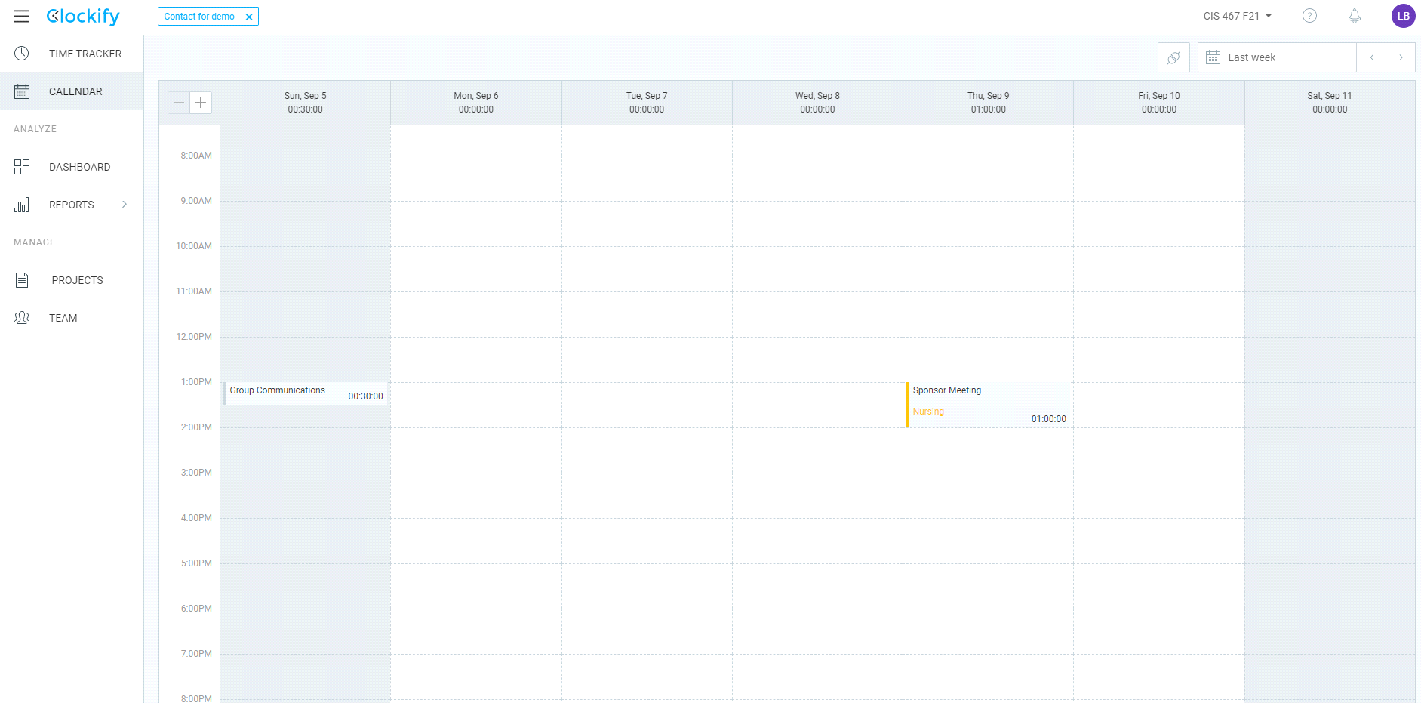 Clockify
Contact for demo ×
CIS 467 F21
?
LB
TIME TRACKER
CALENDAR
ANALYZE
DASHBOARD
REPORTS
MANAGE
PROJECTS
TEAM
Last week
Sun, Sep 5
00:30:00
Mon, Sep 6
00:00:00
Tue, Sep 7
00:00:00
Wed, Sep 8
00:00:00
Thu, Sep 9
01:00:00
Fri, Sep 10
00:00:00
Sat, Sep 11
00:00:00
8:00AM
9:00AM
10:00AM
11:00AM
12:00PM
1:00PM
Group Communications
00:30:00
Sponsor Meeting
Nursing
01:00:00
2:00PM
3:00PM
4:00PM
5:00PM
6:00PM
7:00PM
8:00PM